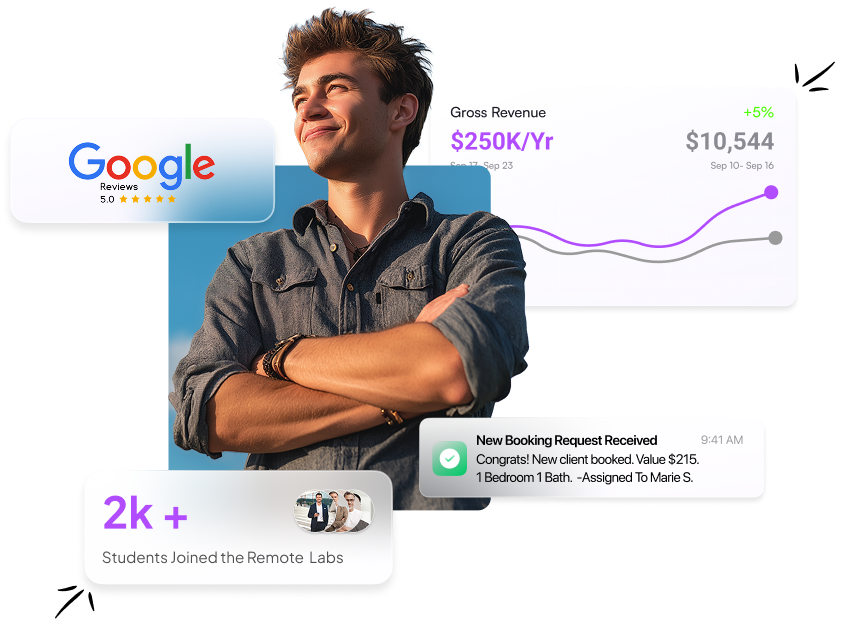 Google
Reviews
5.0
Gross Revenue
+5%
$250K/Yr
$10,544
Sep 17- Sep 23
Sep 10- Sep 16
New Booking Request Received
9:41 AM
Congrats! New client booked. Value $215.
1 Bedroom 1 Bath. -Assigned To Marie S.
2k +
Students Joined the Remote Labs